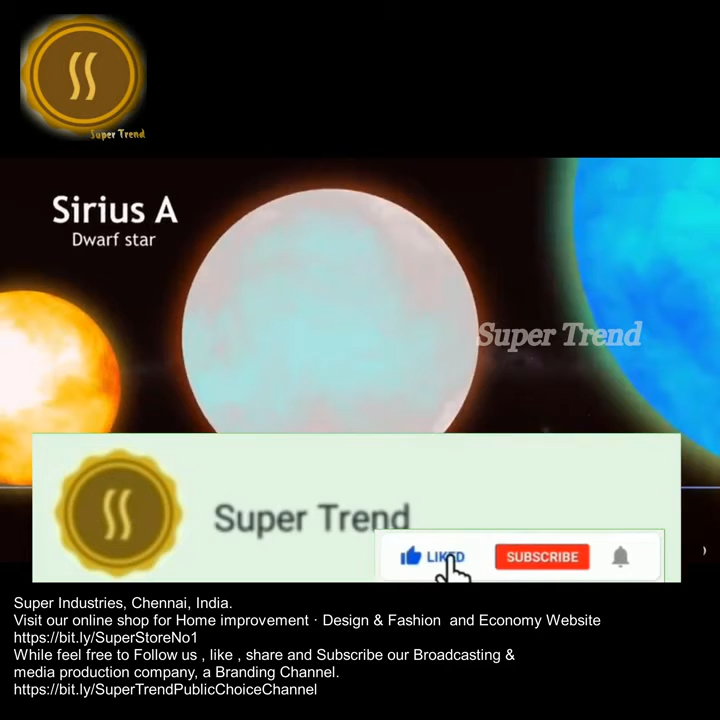 Super Trend
Sirius A
Dwarf star
Super Trend
Super Trend
LIKED
SUBSCRIBE
Super Industries, Chennai, India.
Visit our online shop for Home improvement · Design & Fashion  and Economy Website
https://bit.ly/SuperStoreNo1
While feel free to Follow us , like , share and Subscribe our Broadcasting &
media production company, a Branding Channel.
https://bit.ly/SuperTrendPublicChoiceChannel